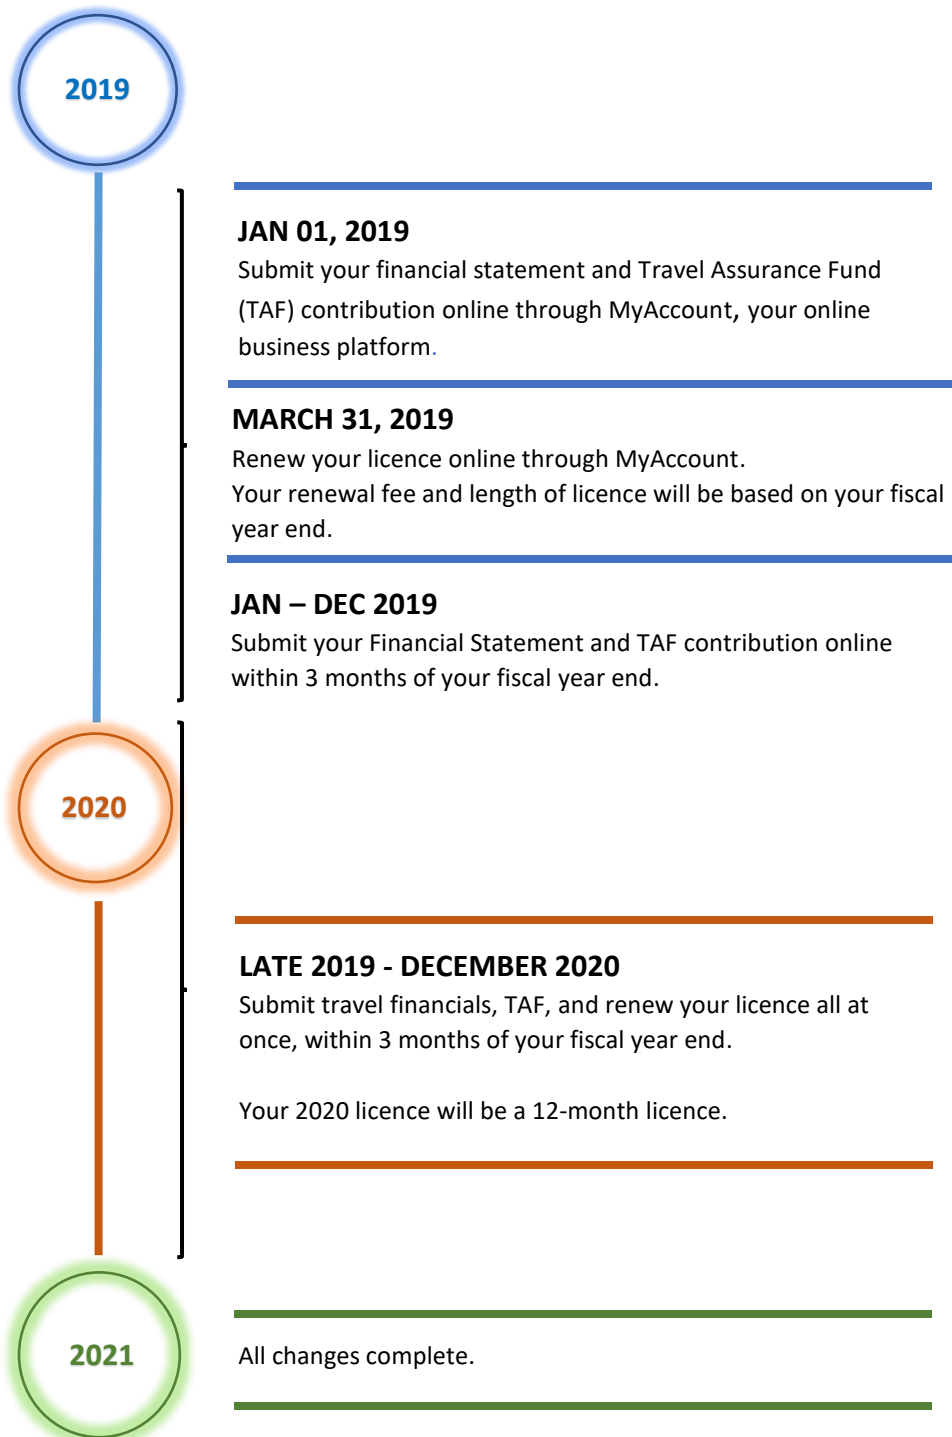 2019
JAN 01, 2019
Submit your financial statement and Travel Assurance Fund
(TAF) contribution online through MyAccount, your online
business platform.
MARCH 31, 2019
Renew your licence online through MyAccount.
Your renewal fee and length of licence will be based on your fiscal
year end.
JAN – DEC 2019
Submit your Financial Statement and TAF contribution online
within 3 months of your fiscal year end.
2020
LATE 2019 - DECEMBER 2020
Submit travel financials, TAF, and renew your licence all at
once, within 3 months of your fiscal year end.
Your 2020 licence will be a 12-month licence.
2021
All changes complete.